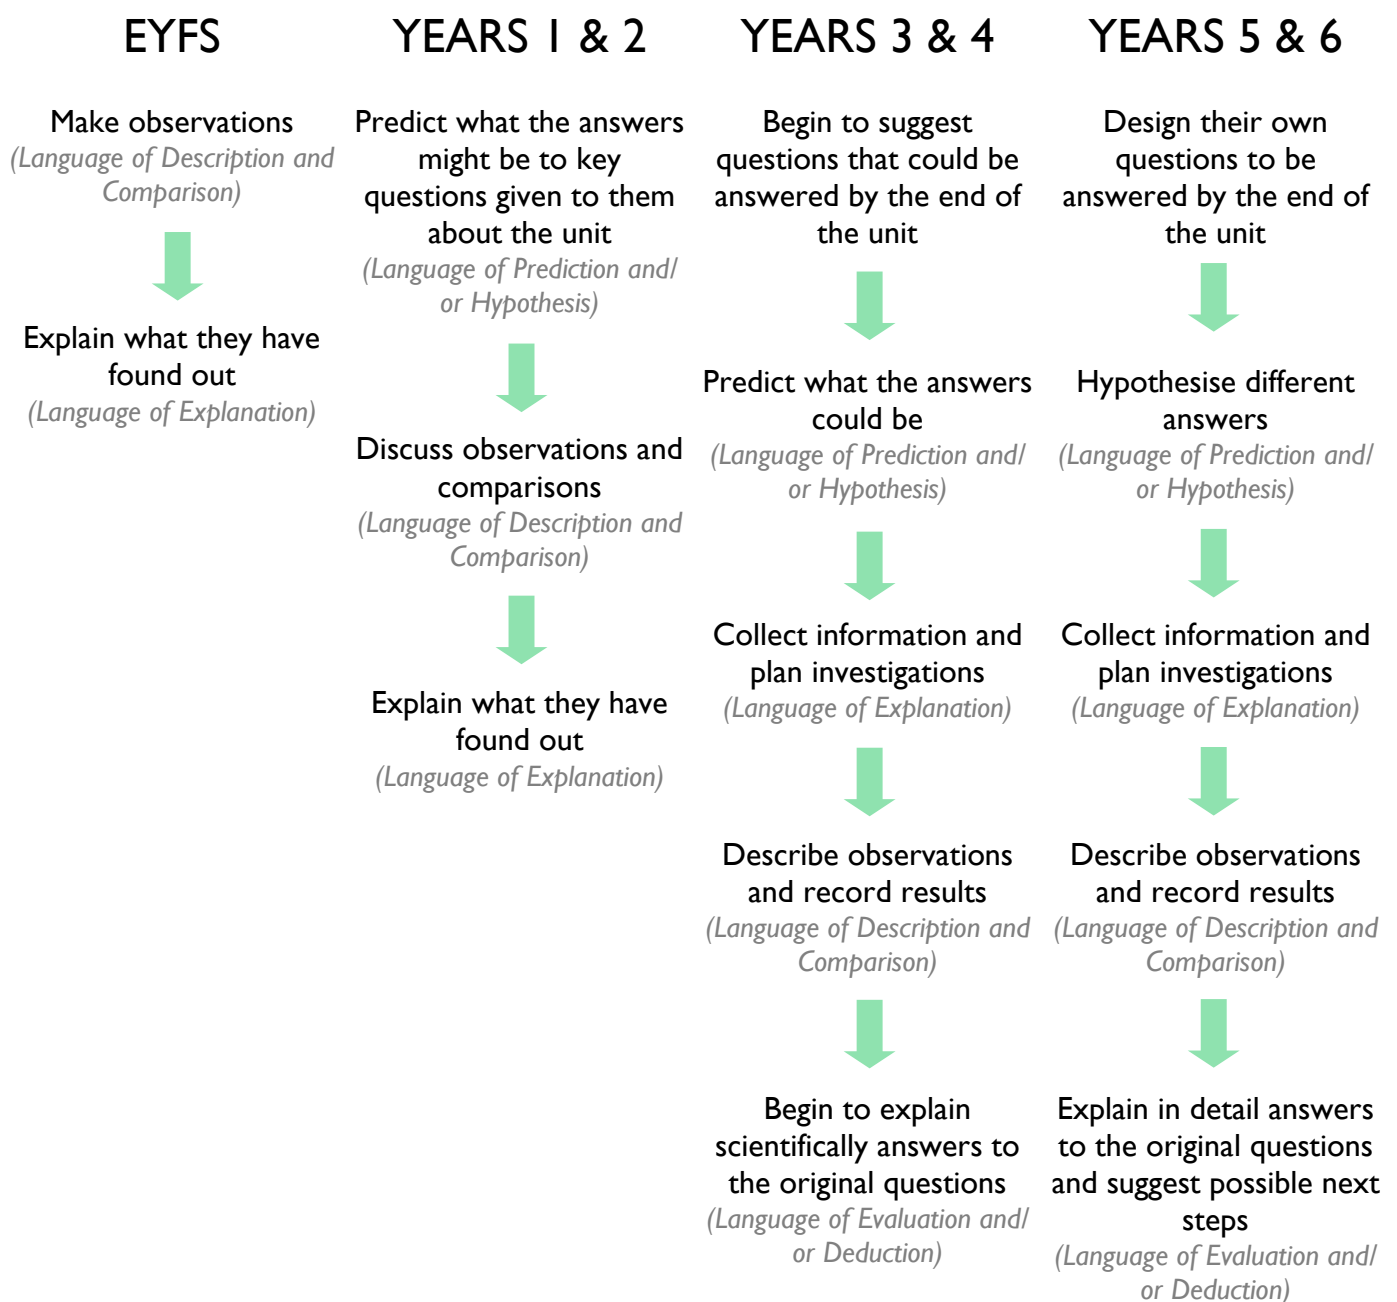 EYFS
Make observations
(Language of Description and
Comparison)
Explain what they have
found out
(Language of Explanation)
YEARS 1 & 2
Predict what the answers
might be to key
questions given to them
about the unit
(Language of Prediction and/
or Hypothesis)
Discuss observations and
comparisons
(Language of Description and
Comparison)
Explain what they have
found out
(Language of Explanation)
YEARS 3 & 4
Begin to suggest
questions that could be
answered by the end of
the unit
Predict what the answers
could be
(Language of Prediction and/
or Hypothesis)
Collect information and
plan investigations
(Language of Explanation)
Describe observations
and record results
(Language of Description and
Comparison)
Begin to explain
scientifically answers to
the original questions
(Language of Evaluation and/
or Deduction)
YEARS 5 & 6
Design their own
questions to be
answered by the end of
the unit
Hypothesise different
answers
(Language of Prediction and/
or Hypothesis)
Collect information and
plan investigations
(Language of Explanation)
Describe observations
and record results
(Language of Description and
Comparison)
Explain in detail answers
to the original questions
and suggest possible next
steps
(Language of Evaluation and/
or Deduction)